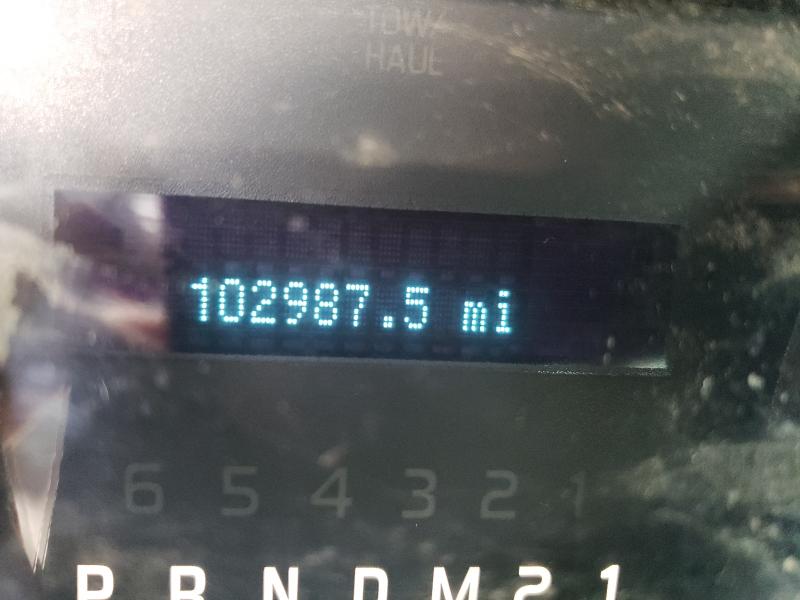 TOW/
HAUL
102987.5 mi
6 5 4 3 2 1
P R N D M 2 1